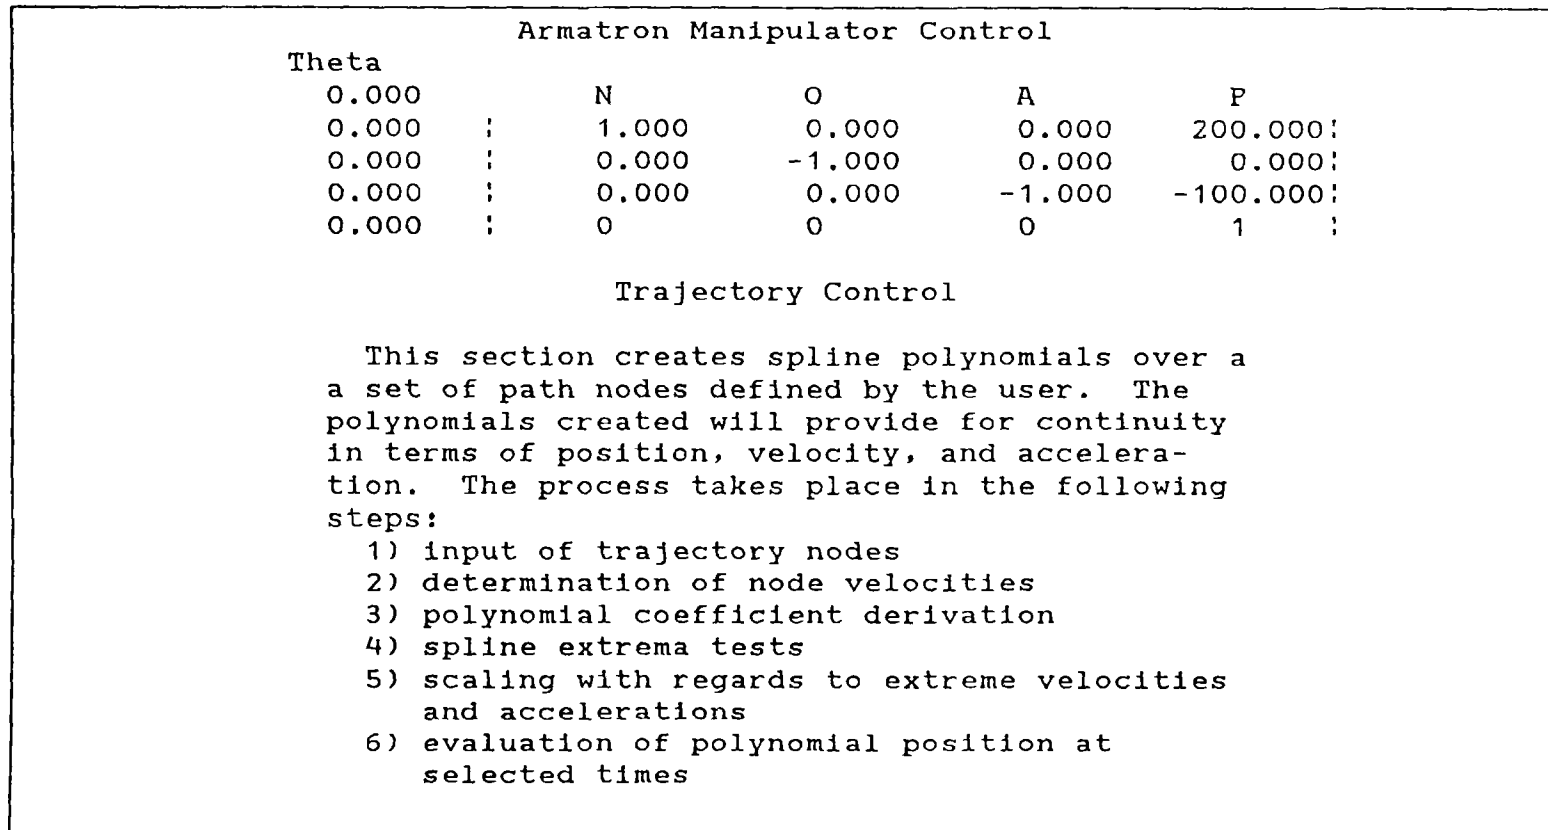 Armatron Manipulator Control
Theta
0.000 N O A P
0.000 ¦ 1.000 0.000 0.000 200.000¦
0.000 ¦ 0.000 -1.000 0.000 0.000¦
0.000 ¦ 0.000 0.000 -1.000 -100.000¦
0.000 ¦ 0 0 0 1 ¦
Trajectory Control
This section creates spline polynomials over a
a set of path nodes defined by the user. The
polynomials created will provide for continuity
in terms of position, velocity, and accelera-
tion. The process takes place in the following
steps:
1) input of trajectory nodes
2) determination of node velocities
3) polynomial coefficient derivation
4) spline extrema tests
5) scaling with regards to extreme velocities
and accelerations
6) evaluation of polynomial position at
selected times